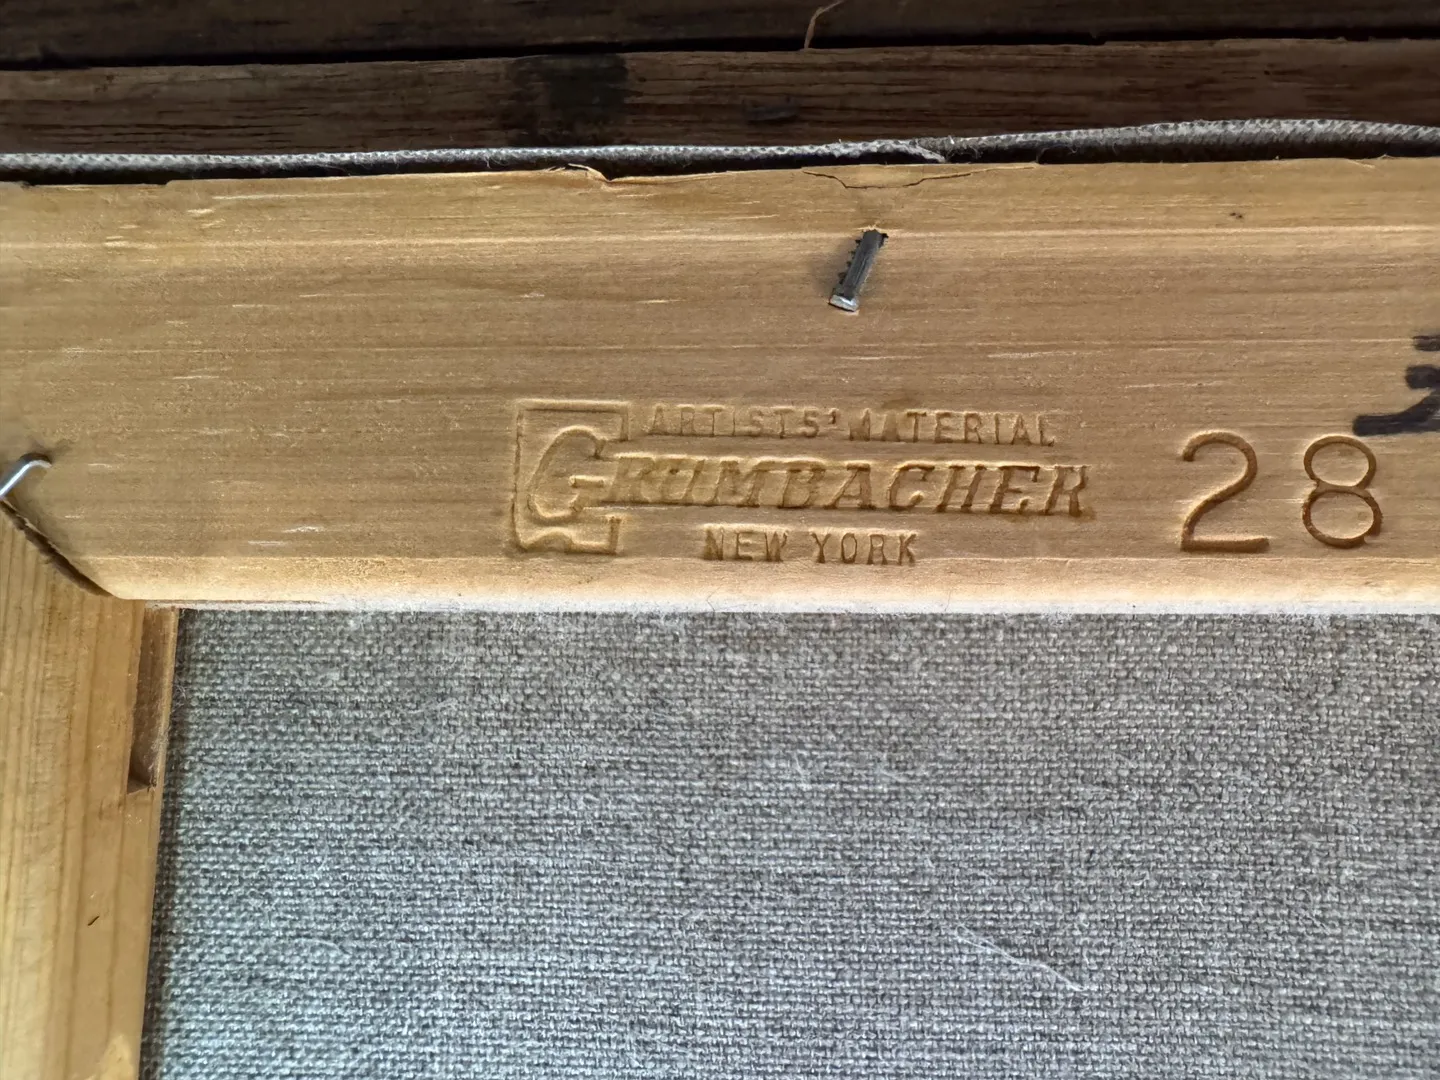 ARTISTS' MATERIAL
GRUMBACHER 28
NEW YORK